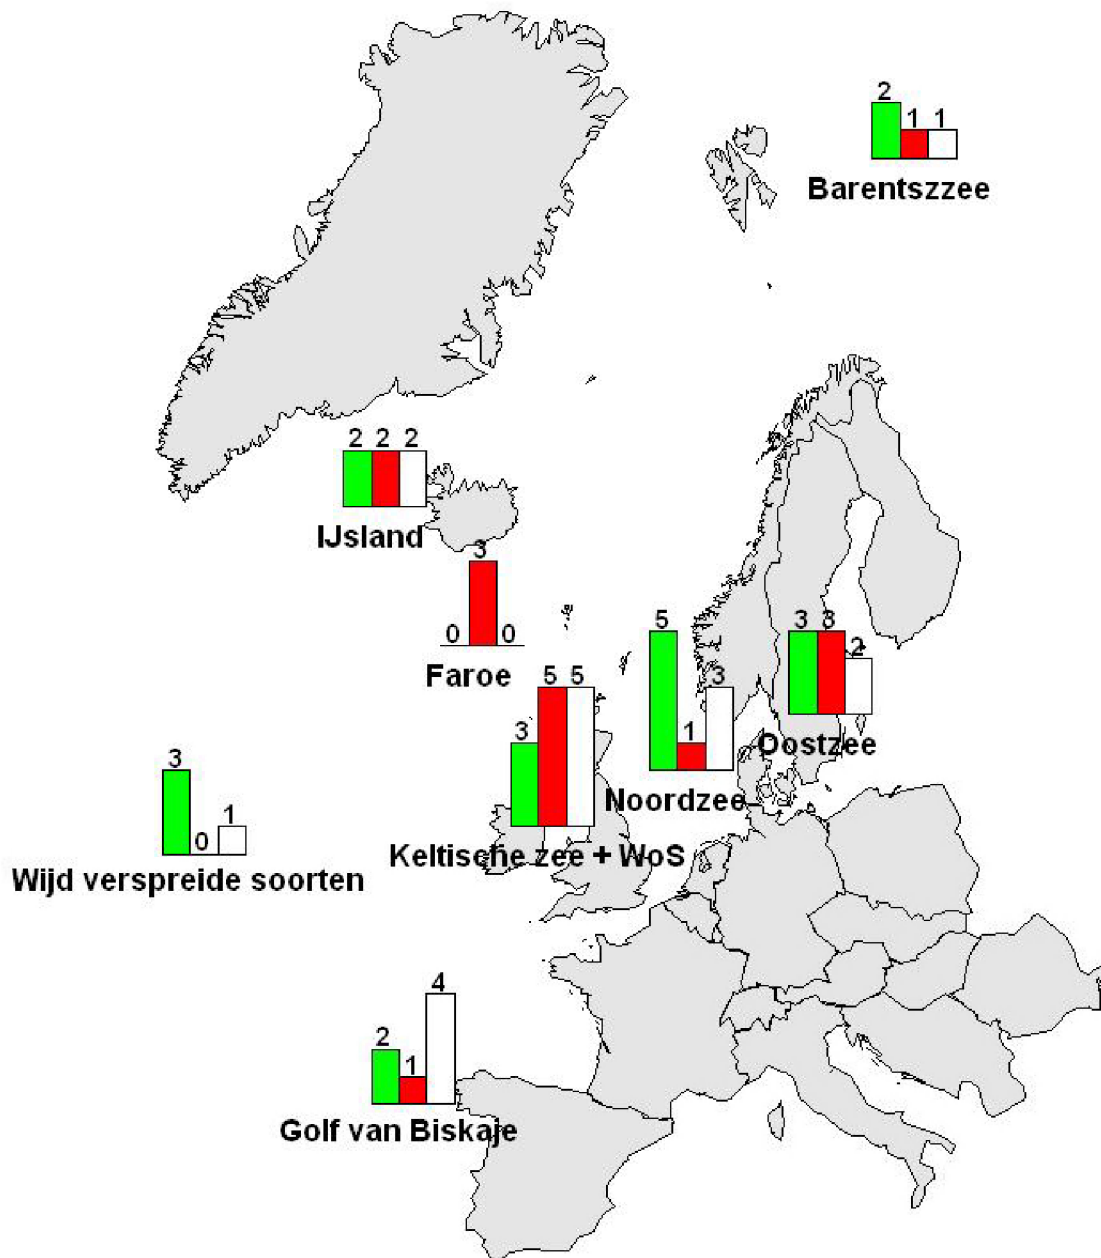 2
1 1
Barentszzee
2 2 2
IJsland
3
0 0
Faroe
5
3
1
Noordzee
3 3
2
Oostzee
5 5
3
Keltische zee + WoS
3
0
1
Wijd verspreide soorten
4
2
1
Golf van Biskaje